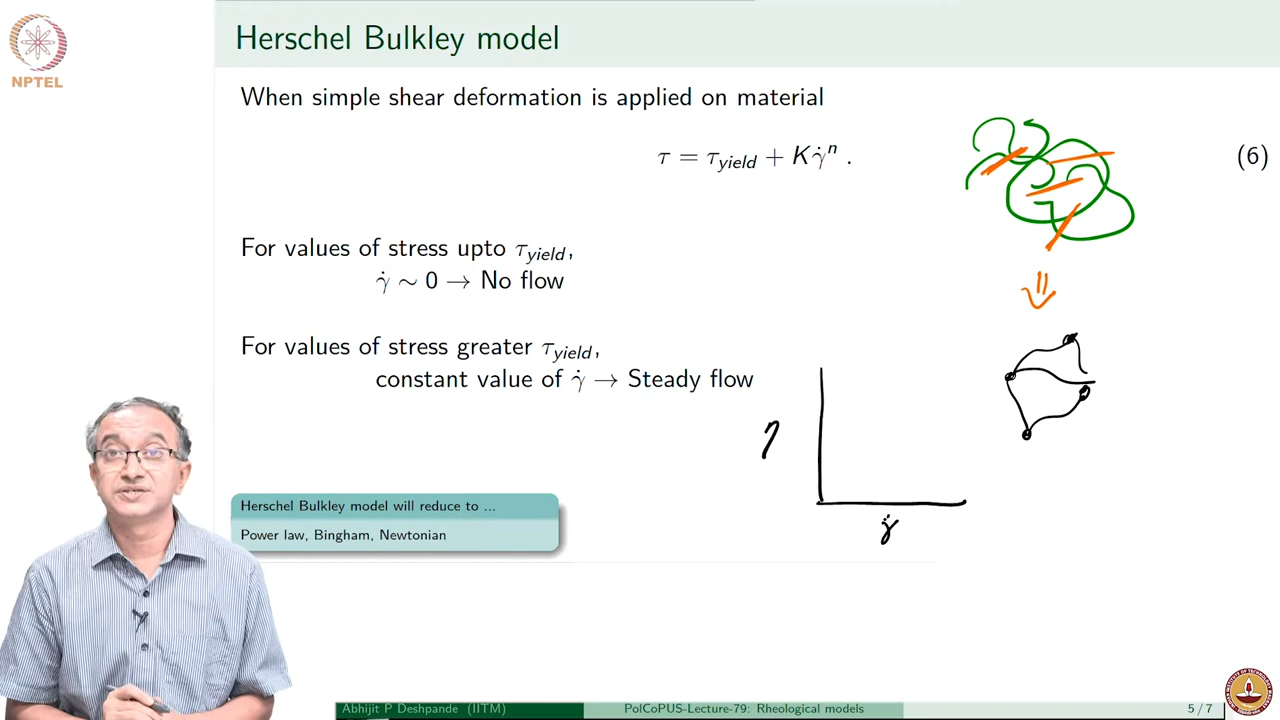 Herschel Bulkley model
NPTEL
When simple shear deformation is applied on material
τ = τ_yield + Kγ̇ⁿ . (6)
For values of stress upto τ_yield,
γ̇ ∼ 0 → No flow
For values of stress greater τ_yield,
constant value of γ̇ → Steady flow
η
γ̇
Herschel Bulkley model will reduce to ...
Power law, Bingham, Newtonian
Abhijit P Deshpande (IITM) PolCoPUS-Lecture-79: Rheological models 5 / 7